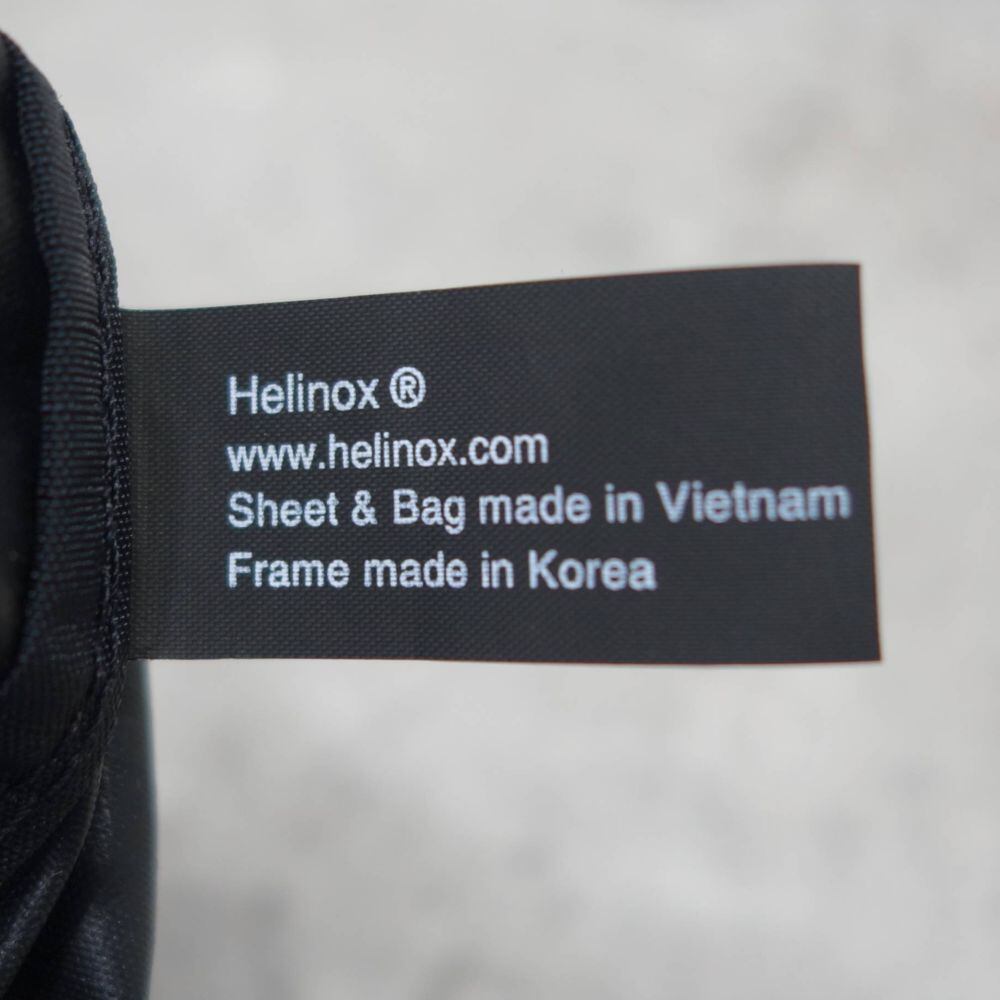 Helinox ®
www.helinox.com
Sheet & Bag made in Vietnam
Frame made in Korea